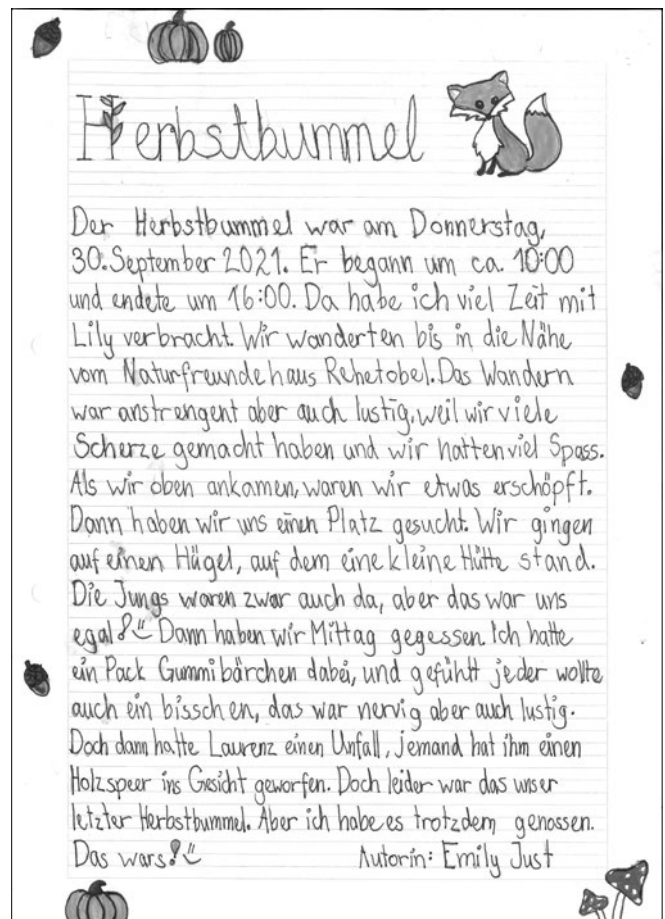 Herbstbummel
Der Herbstbummel war am Donnerstag,
30. September 2021. Er begann um ca. 10:00
und endete um 16:00. Da habe ich viel Zeit mit
Lily verbracht. Wir wanderten bis in die Nähe
vom Naturfreundehaus Rehetobel. Das Wandern
war anstrengent aber auch lustig, weil wir viele
Scherze gemacht haben und wir hatten viel Spass.
Als wir oben ankamen, waren wir etwas erschöpft.
Dann haben wir uns einen Platz gesucht. Wir gingen
auf einen Hügel, auf dem eine kleine Hütte stand.
Die Jungs waren zwar auch da, aber das war uns
egal! Dann haben wir Mittag gegessen. Ich hatte
ein Pack Gummibärchen dabei, und gefühlt jeder wollte
auch ein bisschen, das war nervig aber auch lustig.
Doch dann hatte Laurenz einen Unfall, jemand hat ihm einen
Holzspeer ins Gesicht geworfen. Doch leider war das unser
letzter Herbstbummel. Aber ich habe es trotzdem genossen.
Das wars! Autorin: Emily Just